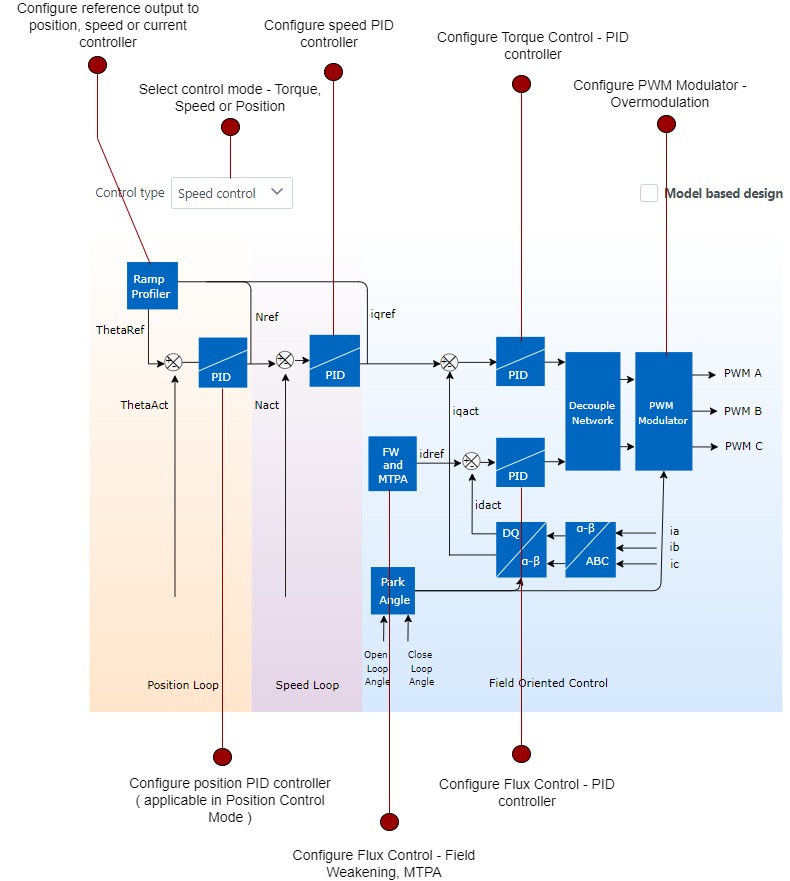 Configure reference output to
position, speed or current
controller
Configure speed PID
controller
Configure Torque Control - PID
controller
Select control mode - Torque,
Speed or Position
Configure PWM Modulator -
Overmodulation
Control type
Speed control
Model based design
Ramp
Profiler
ThetaRef
Nref
iqref
PID
PID
PID
ThetaAct
Nact
iqact
Decouple
Network
PWM
Modulator
PWM A
PWM B
PWM C
FW
and
MTPA
idref
PID
idact
DQ
α-β
α-β
ABC
ia
ib
ic
Park
Angle
Open
Loop
Angle
Close
Loop
Angle
Position Loop
Speed Loop
Field Oriented Control
Configure position PID controller
( applicable in Position Control
Mode )
Configure Flux Control - PID
controller
Configure Flux Control - Field
Weakening, MTPA